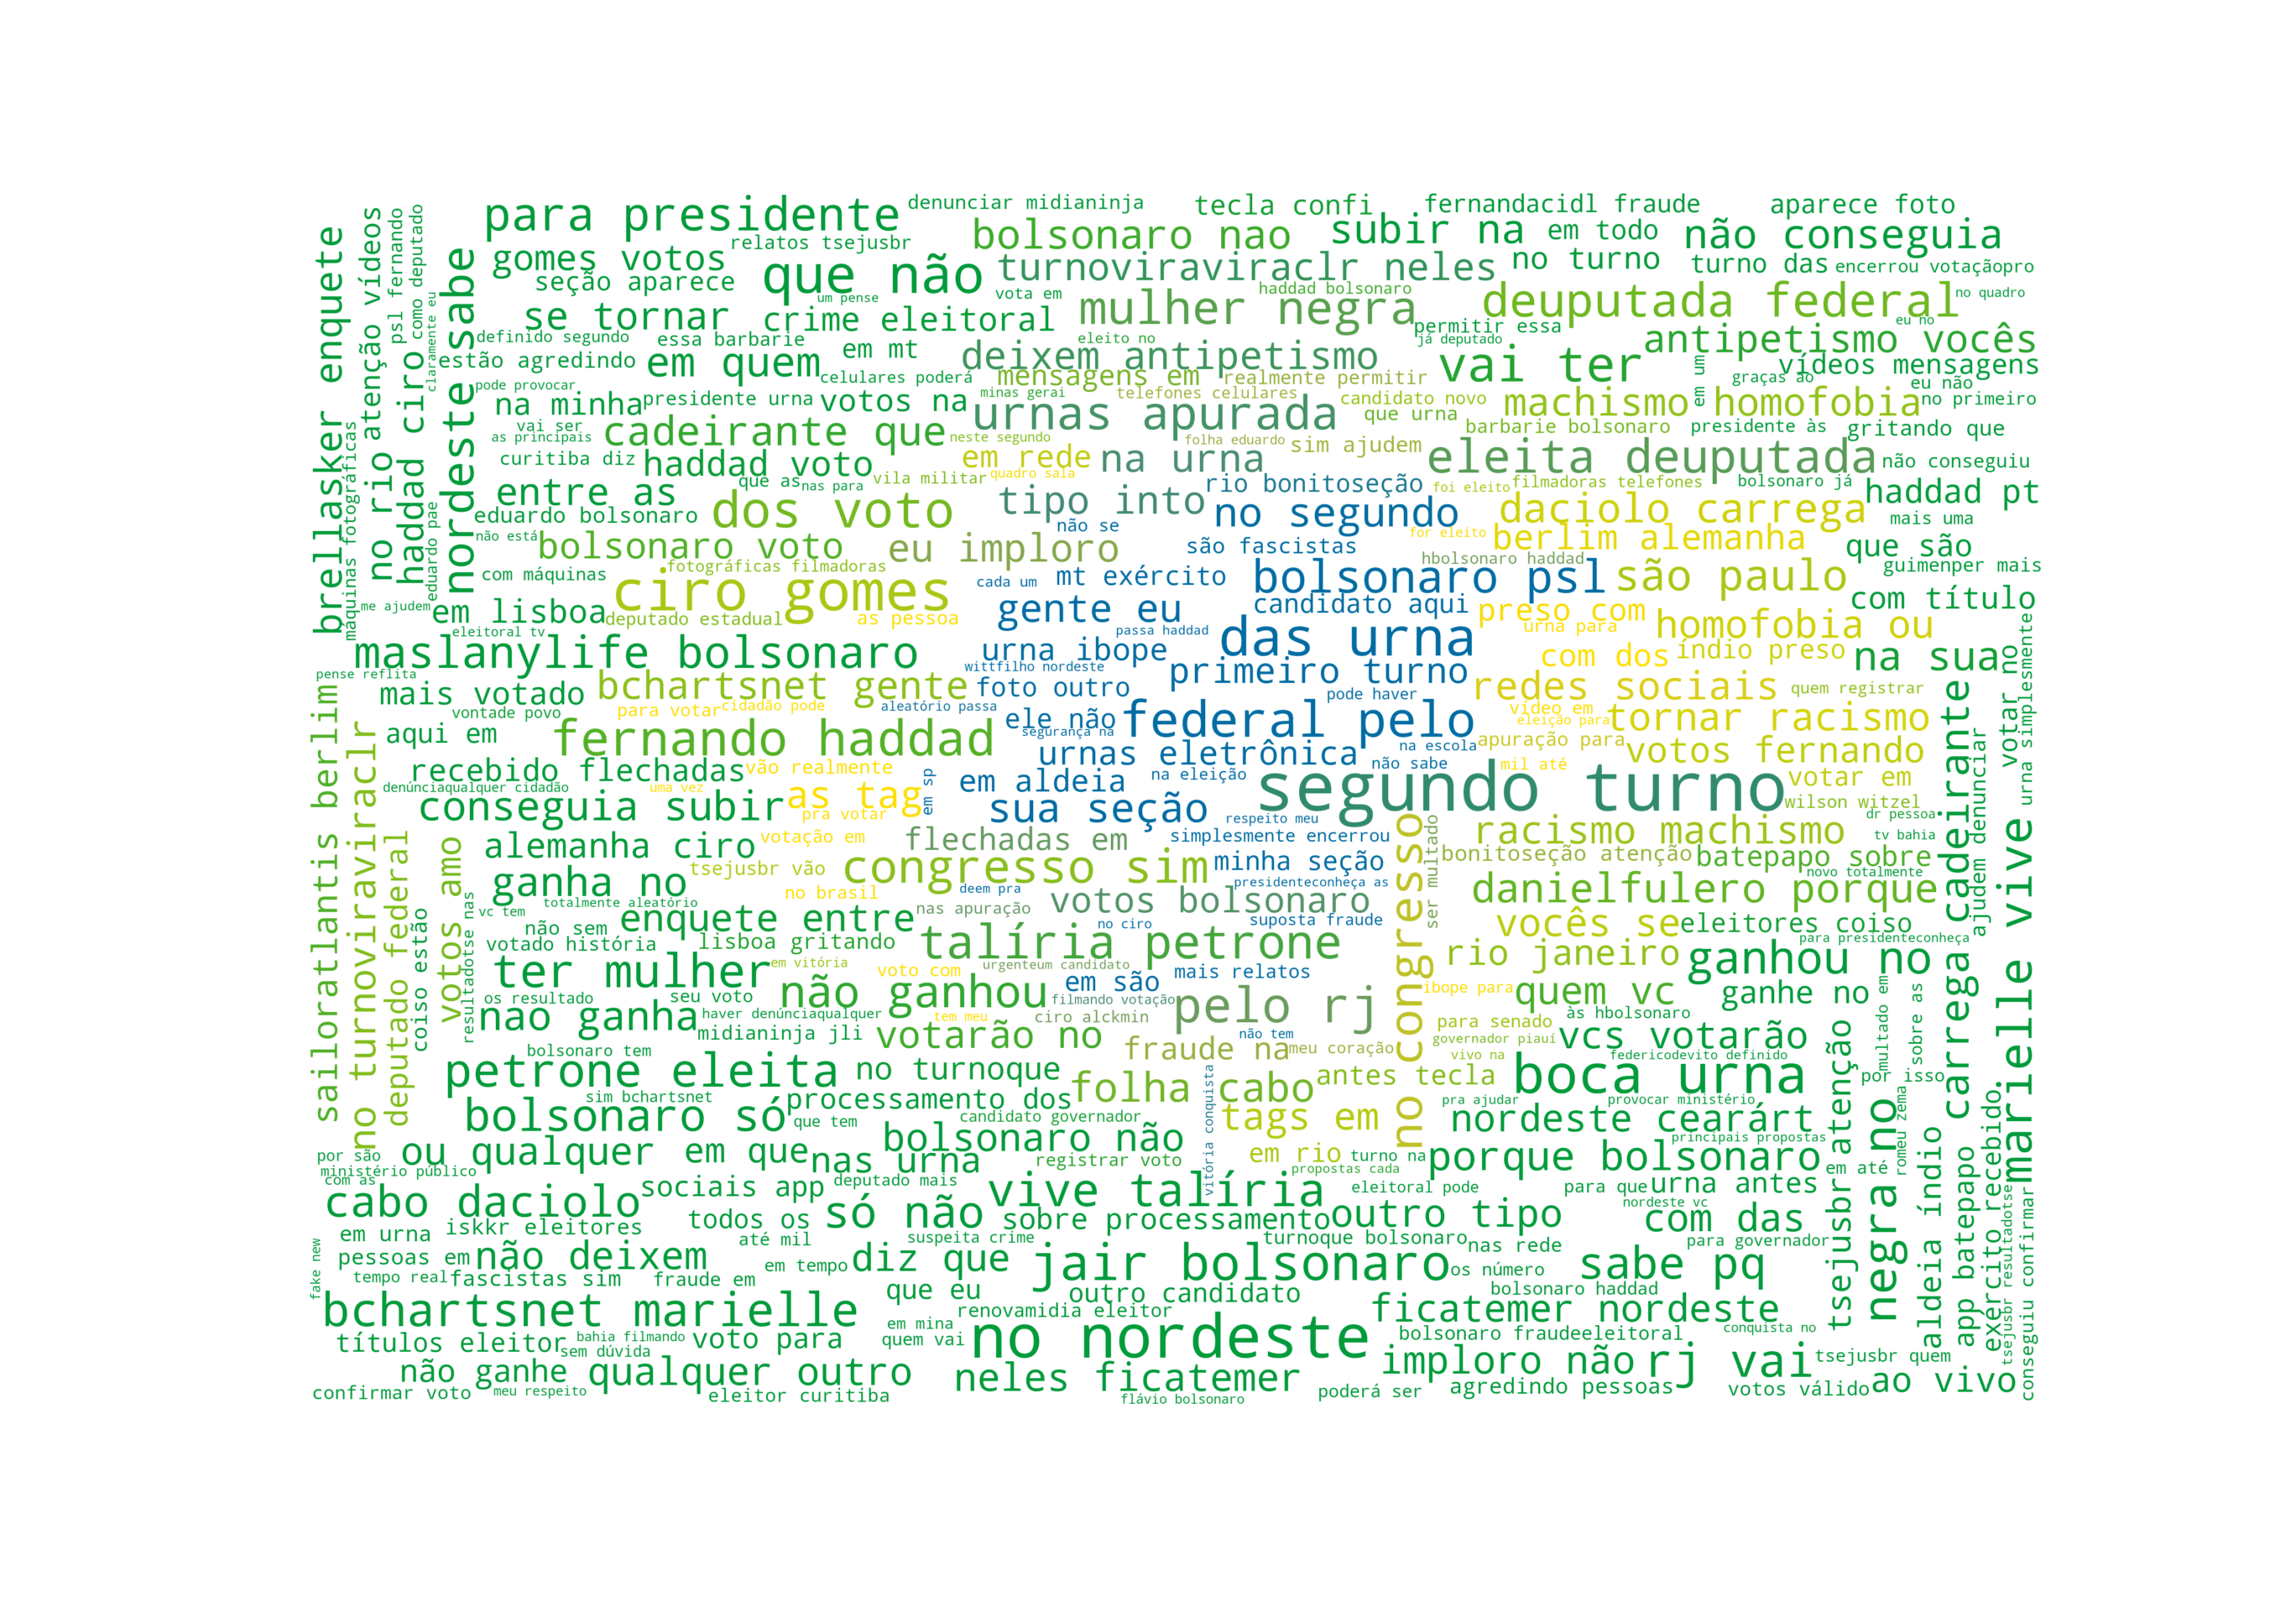 para presidente
denunciar midianinja
tecla confi
fernandacidl fraude
aparece foto
gomes votos
relatos tsejusbr
bolsonaro nao
subir na
em todo
não conseguia
seção aparece
que não
turnoviraviraclr neles
no turno
turno das
encerrou votaçãopro
um pense
vota em
haddad bolsonaro
mulher negra
deuputada federal
no quadro
se tornar
crime eleitoral
permitir essa
eu no
definido segundo
essa barbarie
em mt
eleito no
já deputado
antipetismo vocês
estão agredindo
em quem
deixem antipetismo
vai ter
vídeos mensagens
celulares poderá
mensagens em
realmente permitir
em um
graças ao
eu não
pode provocar
na minha
presidente urna
votos na
minas gerai
telefones celulares
candidato novo
machismo
homofobia
no primeiro
urnas apurada
que urna
vai ser
as principais
cadeirante que
neste segundo
folha eduardo
sim ajudem
barbarie bolsonaro
presidente às
gritando que
curitiba diz
haddad voto
em rede
na urna
eleita deuputada
não conseguiu
que as
nas para
vila militar
quadro sala
rio bonitoseção
foi eleito
filmadoras telefones
bolsonaro já
haddad pt
entre as
eduardo bolsonaro
dos voto
tipo into
no segundo
daciolo carrega
mais uma
não está
não se
bolsonaro voto
eu imploro
são fascistas
for eleito
berlim alemanha
que são
com máquinas
fotográficas filmadoras
hbolsonaro haddad
guimenper mais
ciro gomes
cada um
mt exército
bolsonaro psl
são paulo
me ajudem
em lisboa
deputado estadual
as pessoa
gente eu
candidato aqui
preso com
com título
eleitoral tv
passa haddad
urna para
homofobia ou
maslanylife bolsonaro
urna ibope
das urna
com dos
índio preso
na sua
pense reflita
wittfilho nordeste
primeiro turno
mais votado
bchartsnet gente
foto outro
pode haver
redes sociais
quem registrar
vontade povo
para votar
cidadão pode
aleatório passa
vídeo em
aqui em
fernando haddad
ele não
segurança na
federal pelo
eleição para
tornar racismo
urnas eletrônica
na escola
apuração para
votos fernando
recebido flechadas
vão realmente
em sp
em aldeia
na eleição
não sabe
mil até
votar em
denúnciaqualquer cidadão
uma vez
conseguia subir
as tag
pra votar
sua seção
segundo turno
wilson witzel
respeito meu
dr pessoa
alemanha ciro
votação em
flechadas em
simplesmente encerrou
racismo machismo
tv bahia
tsejusbr vão
congresso sim
minha seção
bonitoseção atenção
batepapo sobre
ganha no
no brasil
deem pra
presidenteconheça as
novo totalmente
totalmente aleatório
vc tem
enquete entre
nas apuração
votos bolsonaro
danielfulero porque
não sem
no ciro
suposta fraude
vocês se
eleitores coiso
votado história
lisboa gritando
talíria petrone
para presidenteconheça
ter mulher
em vitória
voto com
urgenteum candidato
mais relatos
rio janeiro
ganhou no
os resultado
seu voto
não ganhou
em são
ibope para
quem vc
ganhe no
filmando votação
nao ganha
haver denúnciaqualquer
tem meu
ciro alckmin
pelo rj
às hbolsonaro
midianinja jli
votarão no
não tem
para senado
governador piauí
vcs votarão
bolsonaro tem
fraude na
meu coração
vivo na
federicodevito definido
petrone eleita
no turnoque
antes tecla
boca urna
por isso
sim bchartsnet
processamento dos
folha cabo
pra ajudar
provocar ministério
bolsonaro só
que tem
candidato governador
tags em
nordeste ceará​rt
principais propostas
ou qualquer
em que
nas urna
bolsonaro não
registrar voto
em rio
turno na
porque bolsonaro
em até
por são
ministério público
com as
propostas cada
cabo daciolo
sociais app
deputado mais
vive talíria
eleitoral pode
para que
urna antes
nordeste vc
em urna
iskkr eleitores
todos os
só não
sobre processamento
outro tipo
com das
até mil
suspeita crime
turnoque bolsonaro
nas rede
para governador
pessoas em
não deixem
em tempo
diz que
jair bolsonaro
os número
sabe pq
tempo real
fascistas sim
fraude em
que eu
outro candidato
bolsonaro haddad
bchartsnet marielle
renovamidia eleitor
ficatemer nordeste
em mina
títulos eleitor
bahia filmando
sem dúvida
voto para
quem vai
no nordeste
bolsonaro fraudeeleitoral
conquista no
não ganhe
qualquer outro
neles ficatemer
imploro não
rj vai
tsejusbr quem
confirmar voto
meu respeito
eleitor curitiba
flávio bolsonaro
poderá ser
agredindo pessoas
votos válido
ao vivo
brellasker enquete
máquinas fotográficas
no rio
atenção vídeos
haddad ciro
psl fernando
como deputado
eduardo pae
claramente eu
nordeste sabe
sailoratlantis berlim
no turnoviraviraclr
deputado federal
coiso estão
votos amo
resultadotse nas
fake new
vitória conquista
no congresso
ser multado
tsejusbr atenção
negra no
multado em
romeu zema
sobre as
aldeia índio
carrega cadeirante
app batepapo
ajudem denunciar
exército recebido
votar no
marielle vive
tsejusbr resultadotse
urna simplesmente
conseguiu confirmar